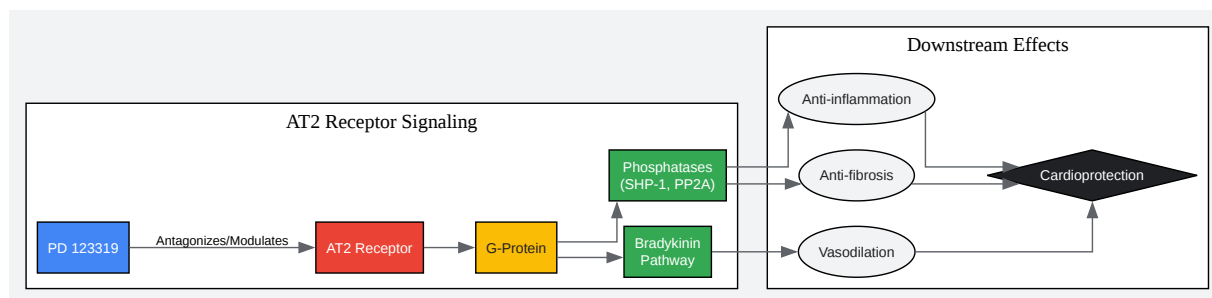 Downstream Effects
AT2 Receptor Signaling
Anti-inflammation
Phosphatases
(SHP-1, PP2A)
Anti-fibrosis
Cardioprotection
PD 123319
Antagonizes/Modulates
AT2 Receptor
G-Protein
Bradykinin
Pathway
Vasodilation